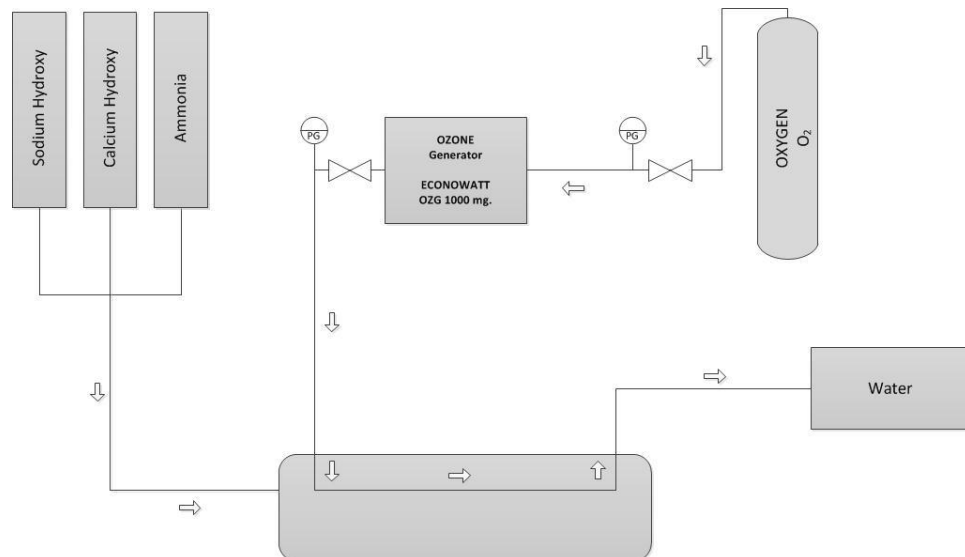 Sodium Hydroxy
Calcium Hydroxy
Ammonia
PG
OZONE
Generator
ECONOWATT
OZG 1000 mg.
PG
OXYGEN
O₂
Water